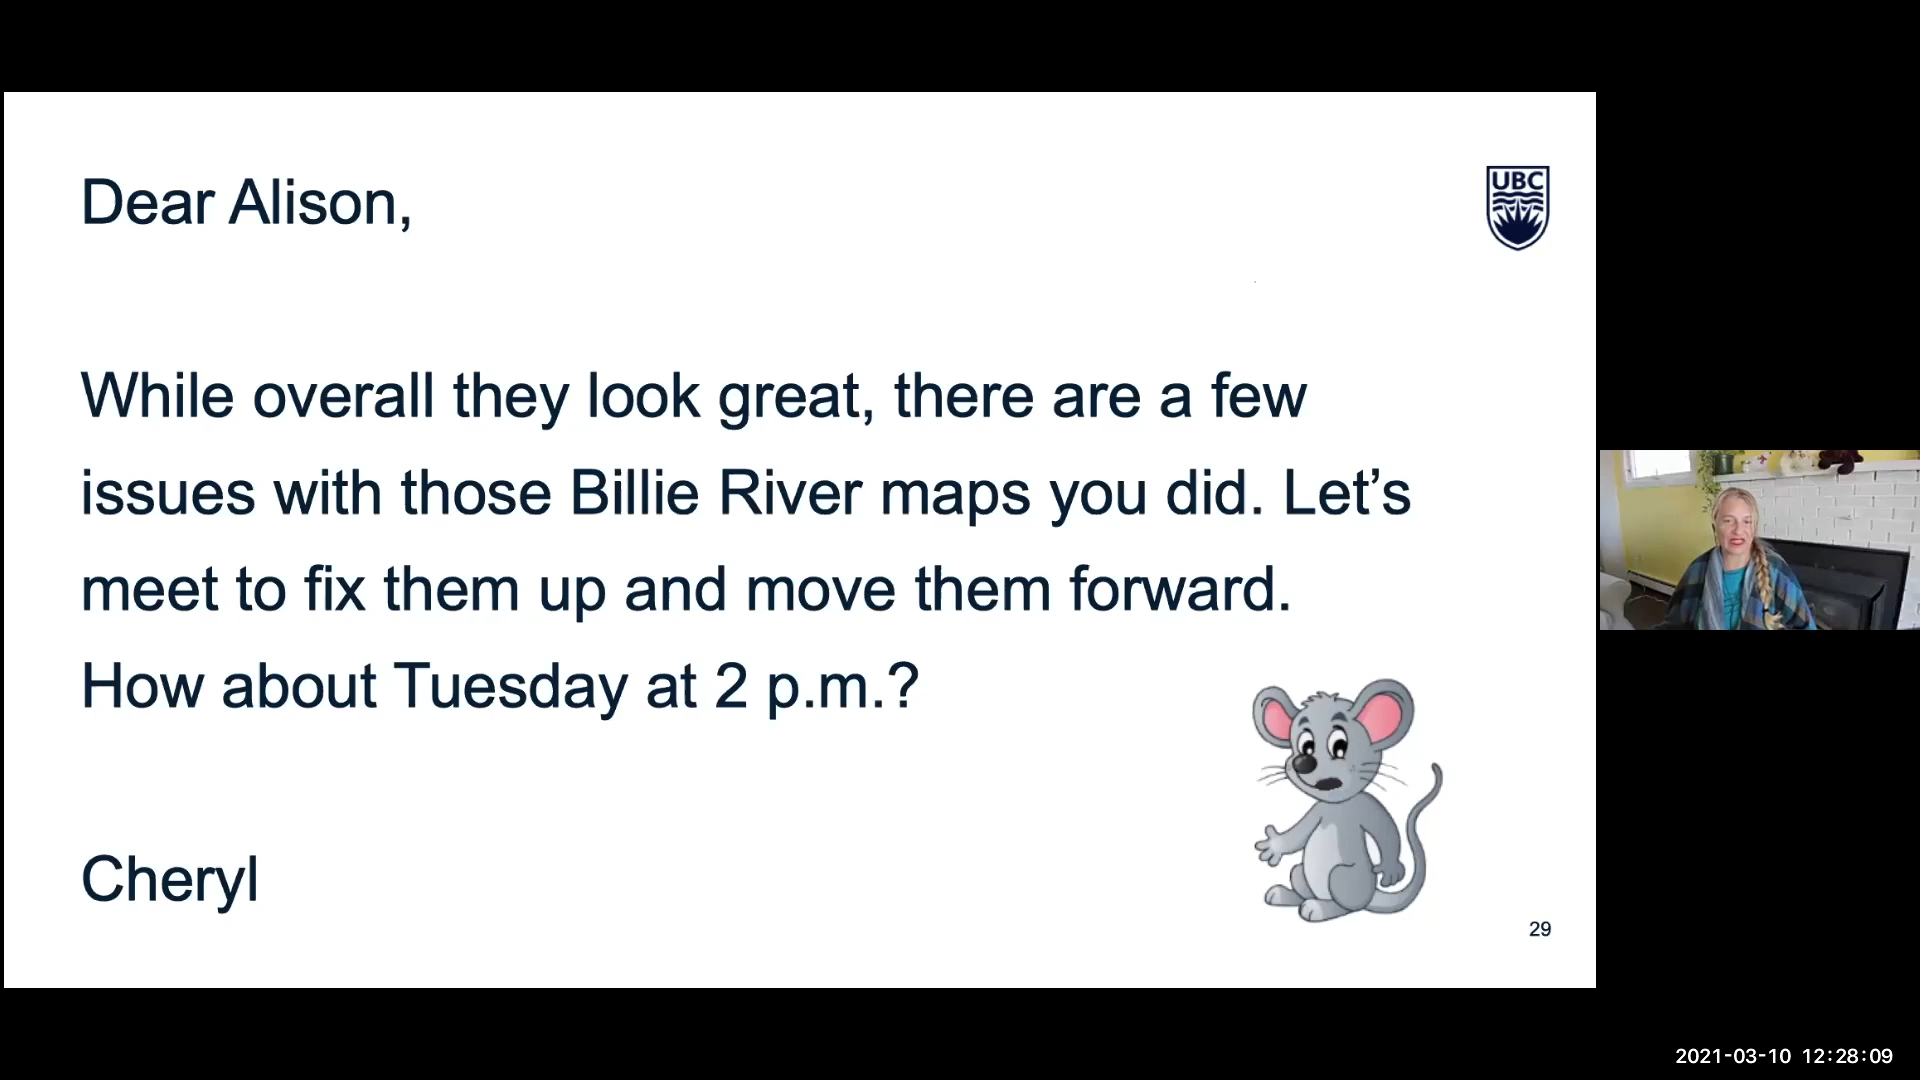 Dear Alison,
UBC
While overall they look great, there are a few
issues with those Billie River maps you did. Let’s
meet to fix them up and move them forward.
How about Tuesday at 2 p.m.?
Cheryl
29
2021-03-10 12:28:09